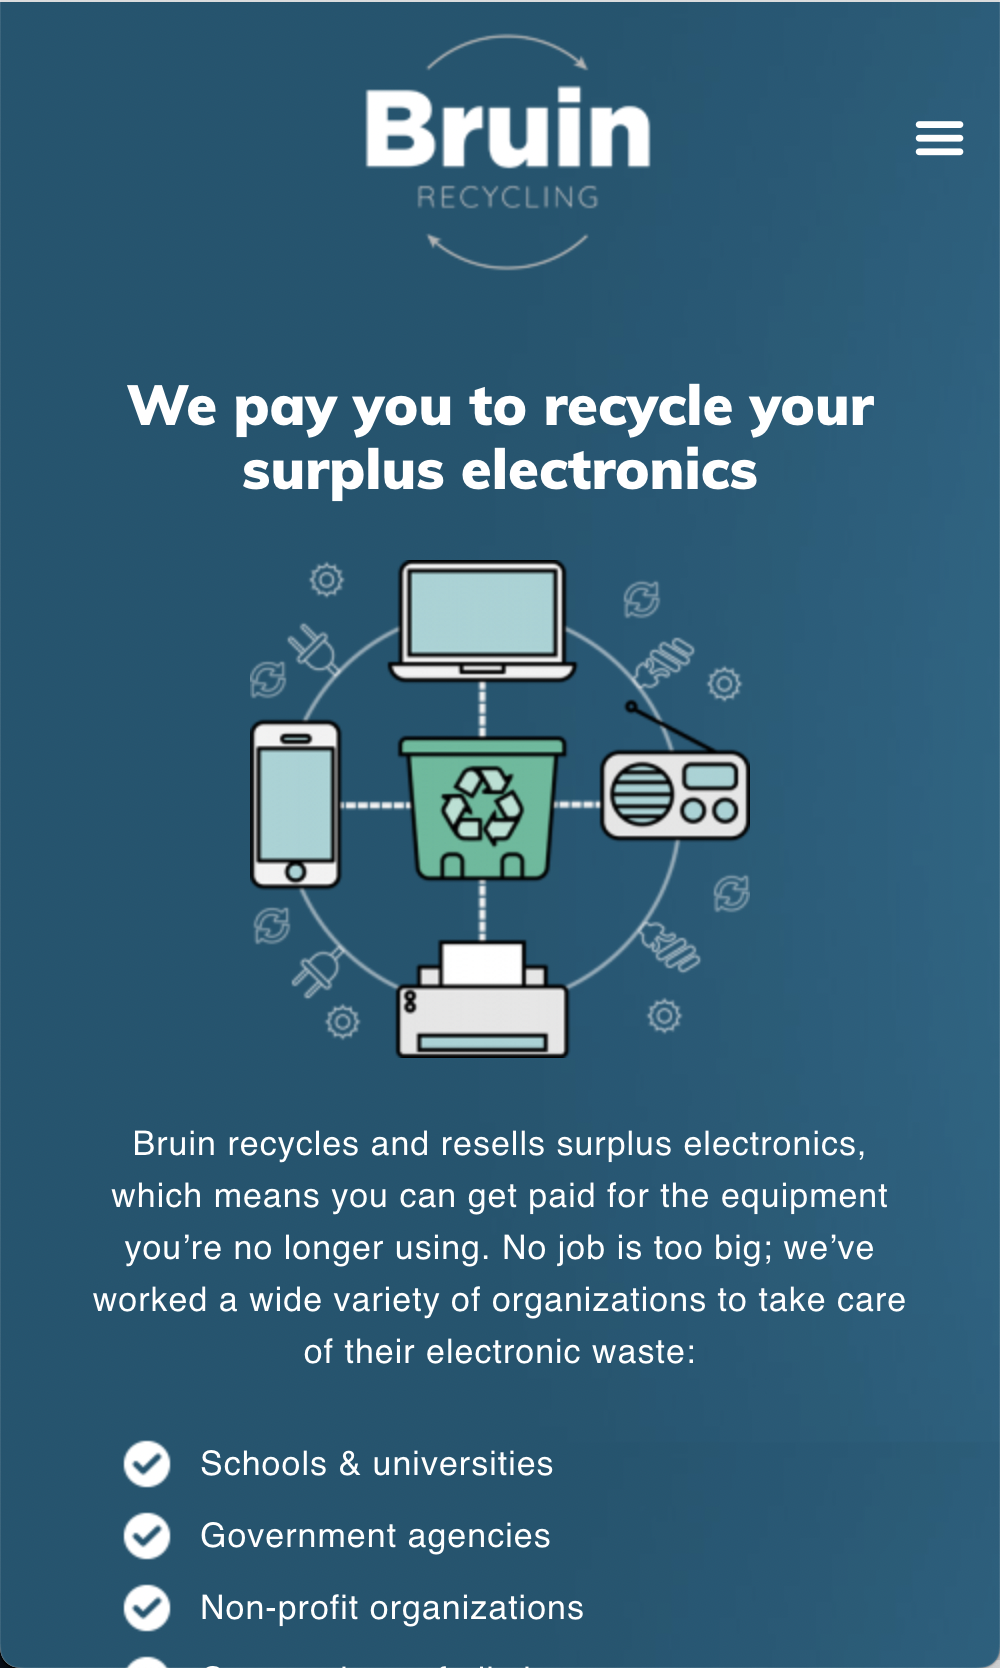 Bruin
RECYCLING
We pay you to recycle your
surplus electronics
Bruin recycles and resells surplus electronics,
which means you can get paid for the equipment
you’re no longer using. No job is too big; we’ve
worked a wide variety of organizations to take care
of their electronic waste:
Schools & universities
Government agencies
Non-profit organizations